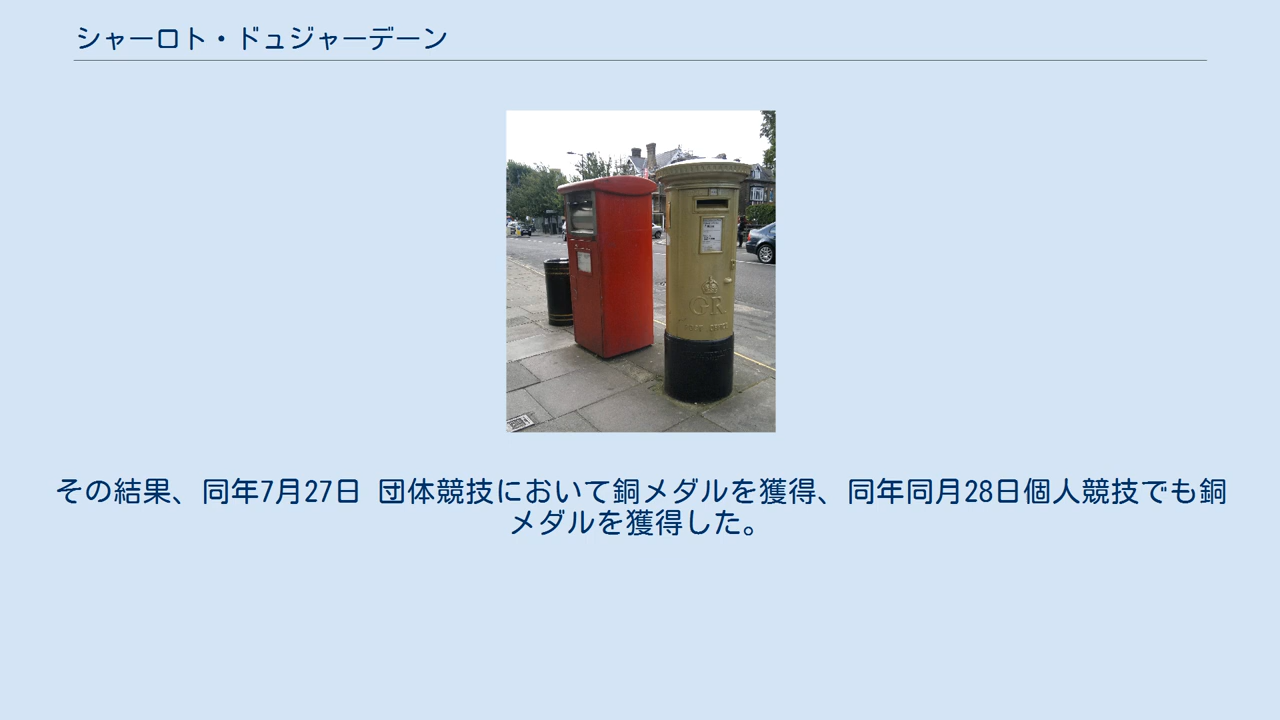 シャーロト・ドュジャーデーン
GR
その結果、同年7月27日 団体競技において銅メダルを獲得、同年同月28日個人競技でも銅
メダルを獲得した。